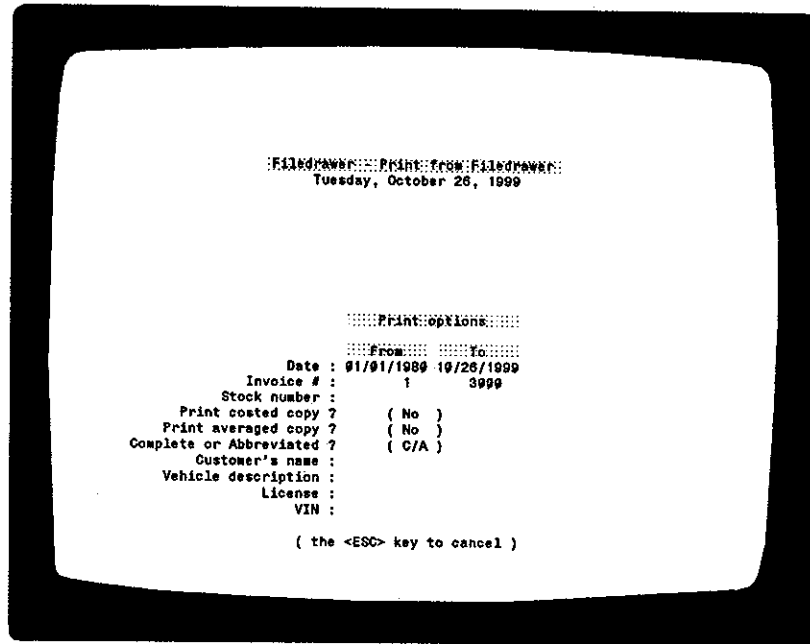 Filedrawer - Print from Filedrawer
Tuesday, October 26, 1999
Print options
From To
Date : 01/01/1980 10/26/1999
Invoice # : 1 3000
Stock number :
Print costed copy ? ( No )
Print averaged copy ? ( No )
Complete or Abbreviated ? ( C/A )
Customer's name :
Vehicle description :
License :
VIN :
( the <ESC> key to cancel )